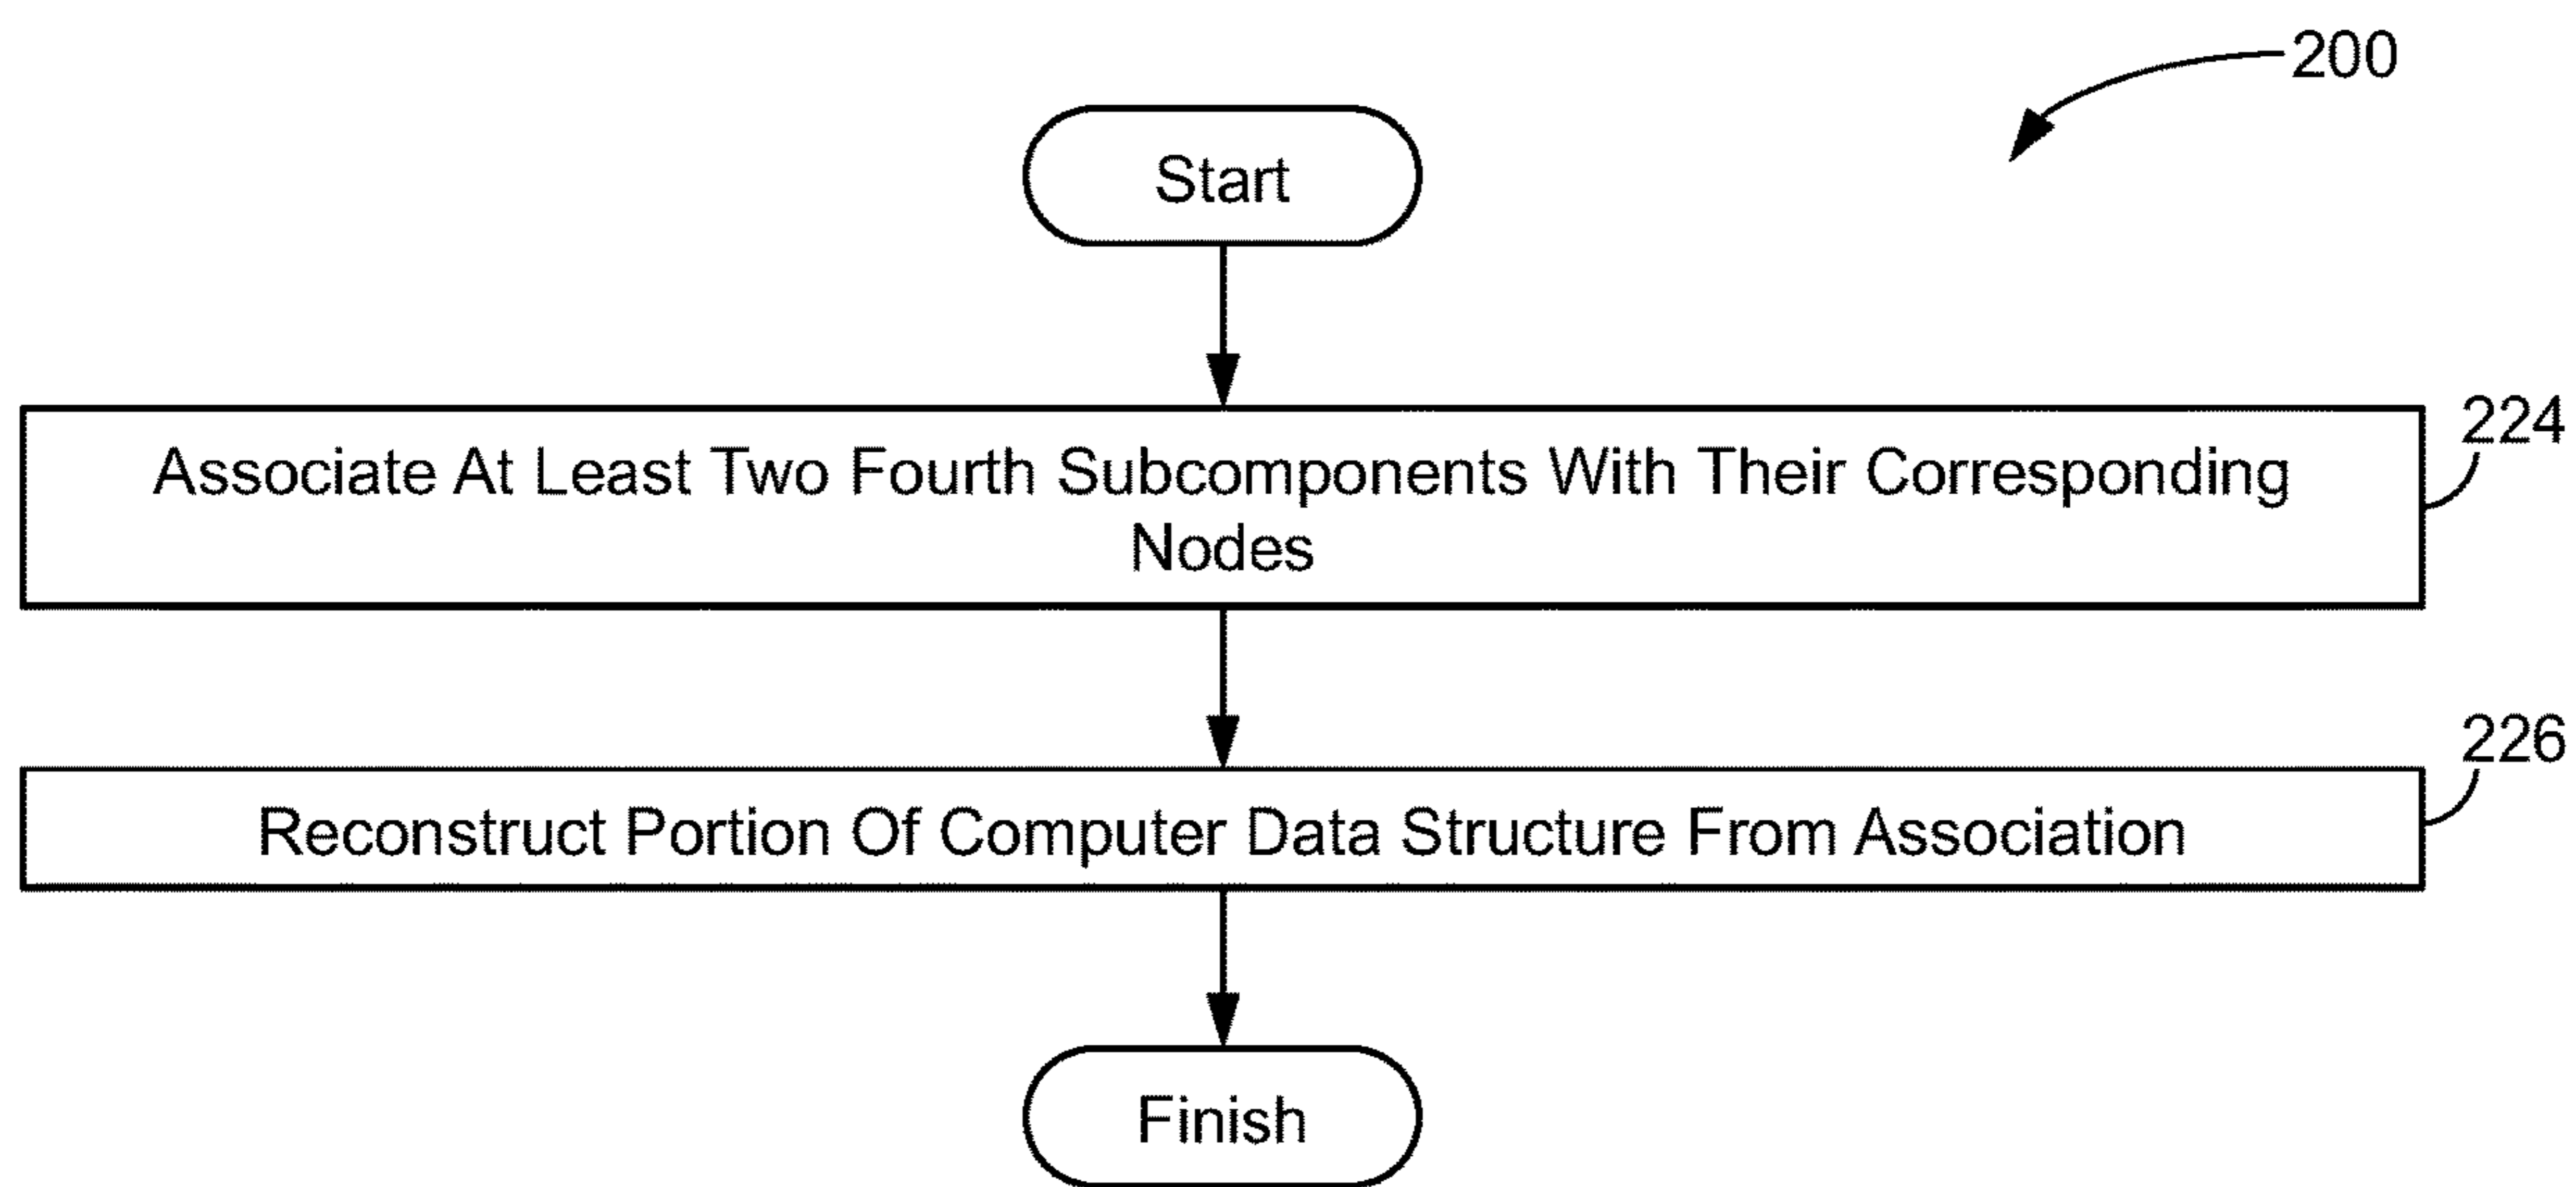 200
Start
Associate At Least Two Fourth Subcomponents With Their Corresponding
Nodes
224
Reconstruct Portion Of Computer Data Structure From Association
226
Finish